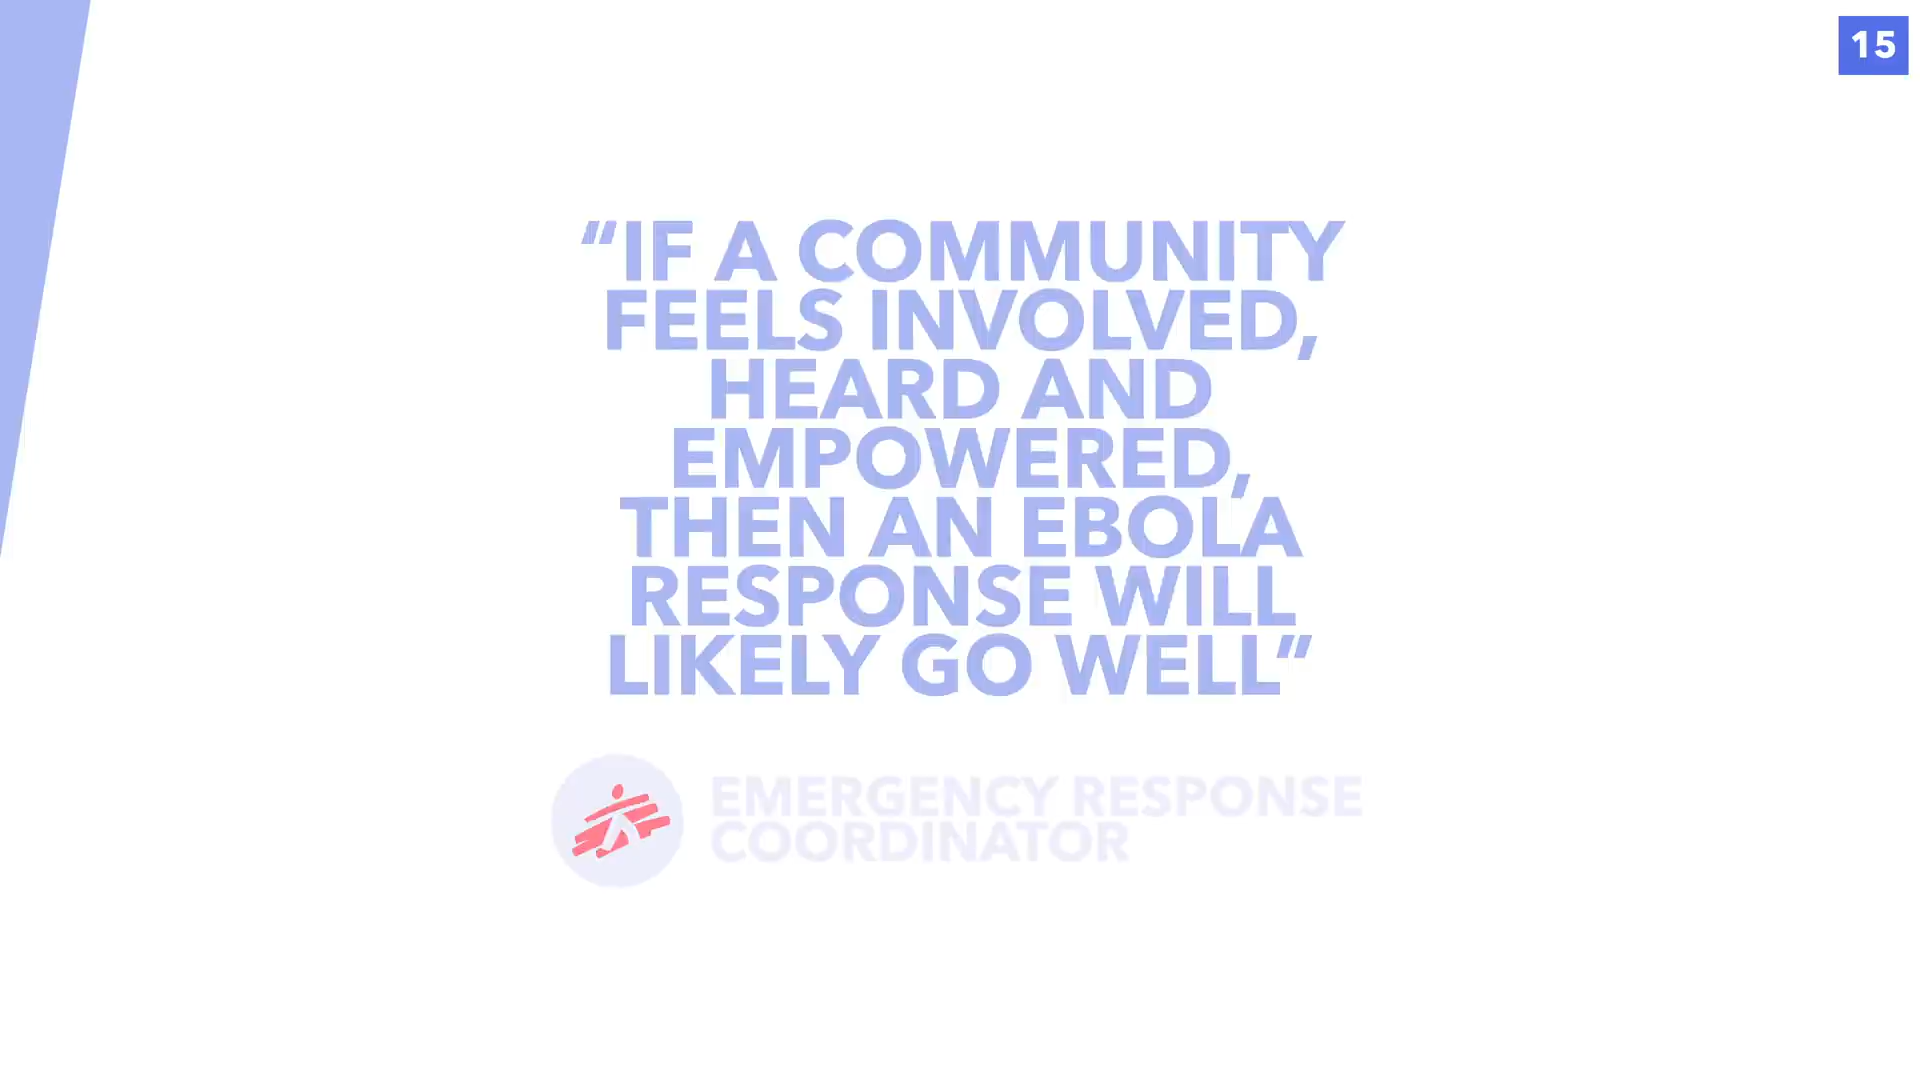 15
“IF A COMMUNITY
FEELS INVOLVED,
HEARD AND
EMPOWERED,
THEN AN EBOLA
RESPONSE WILL
LIKELY GO WELL”
EMERGENCY RESPONSE
COORDINATOR